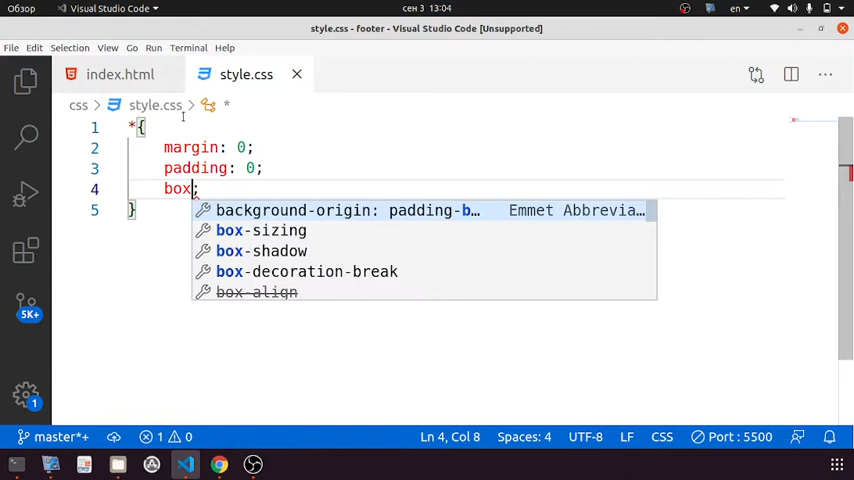 Обзор Visual Studio Code сен 3 13:04 en
style.css - footer - Visual Studio Code [Unsupported]
File Edit Selection View Go Run Terminal Help
index.html style.css
css > style.css > *
1 *{
2 margin: 0;
3 padding: 0;
4 box;
5 }
background-origin: padding-b… Emmet Abbrevia…
box-sizing
box-shadow
box-decoration-break
box-align
5K+
1
master*+ 1 0 Ln 4, Col 8 Spaces: 4 UTF-8 LF CSS Port : 5500